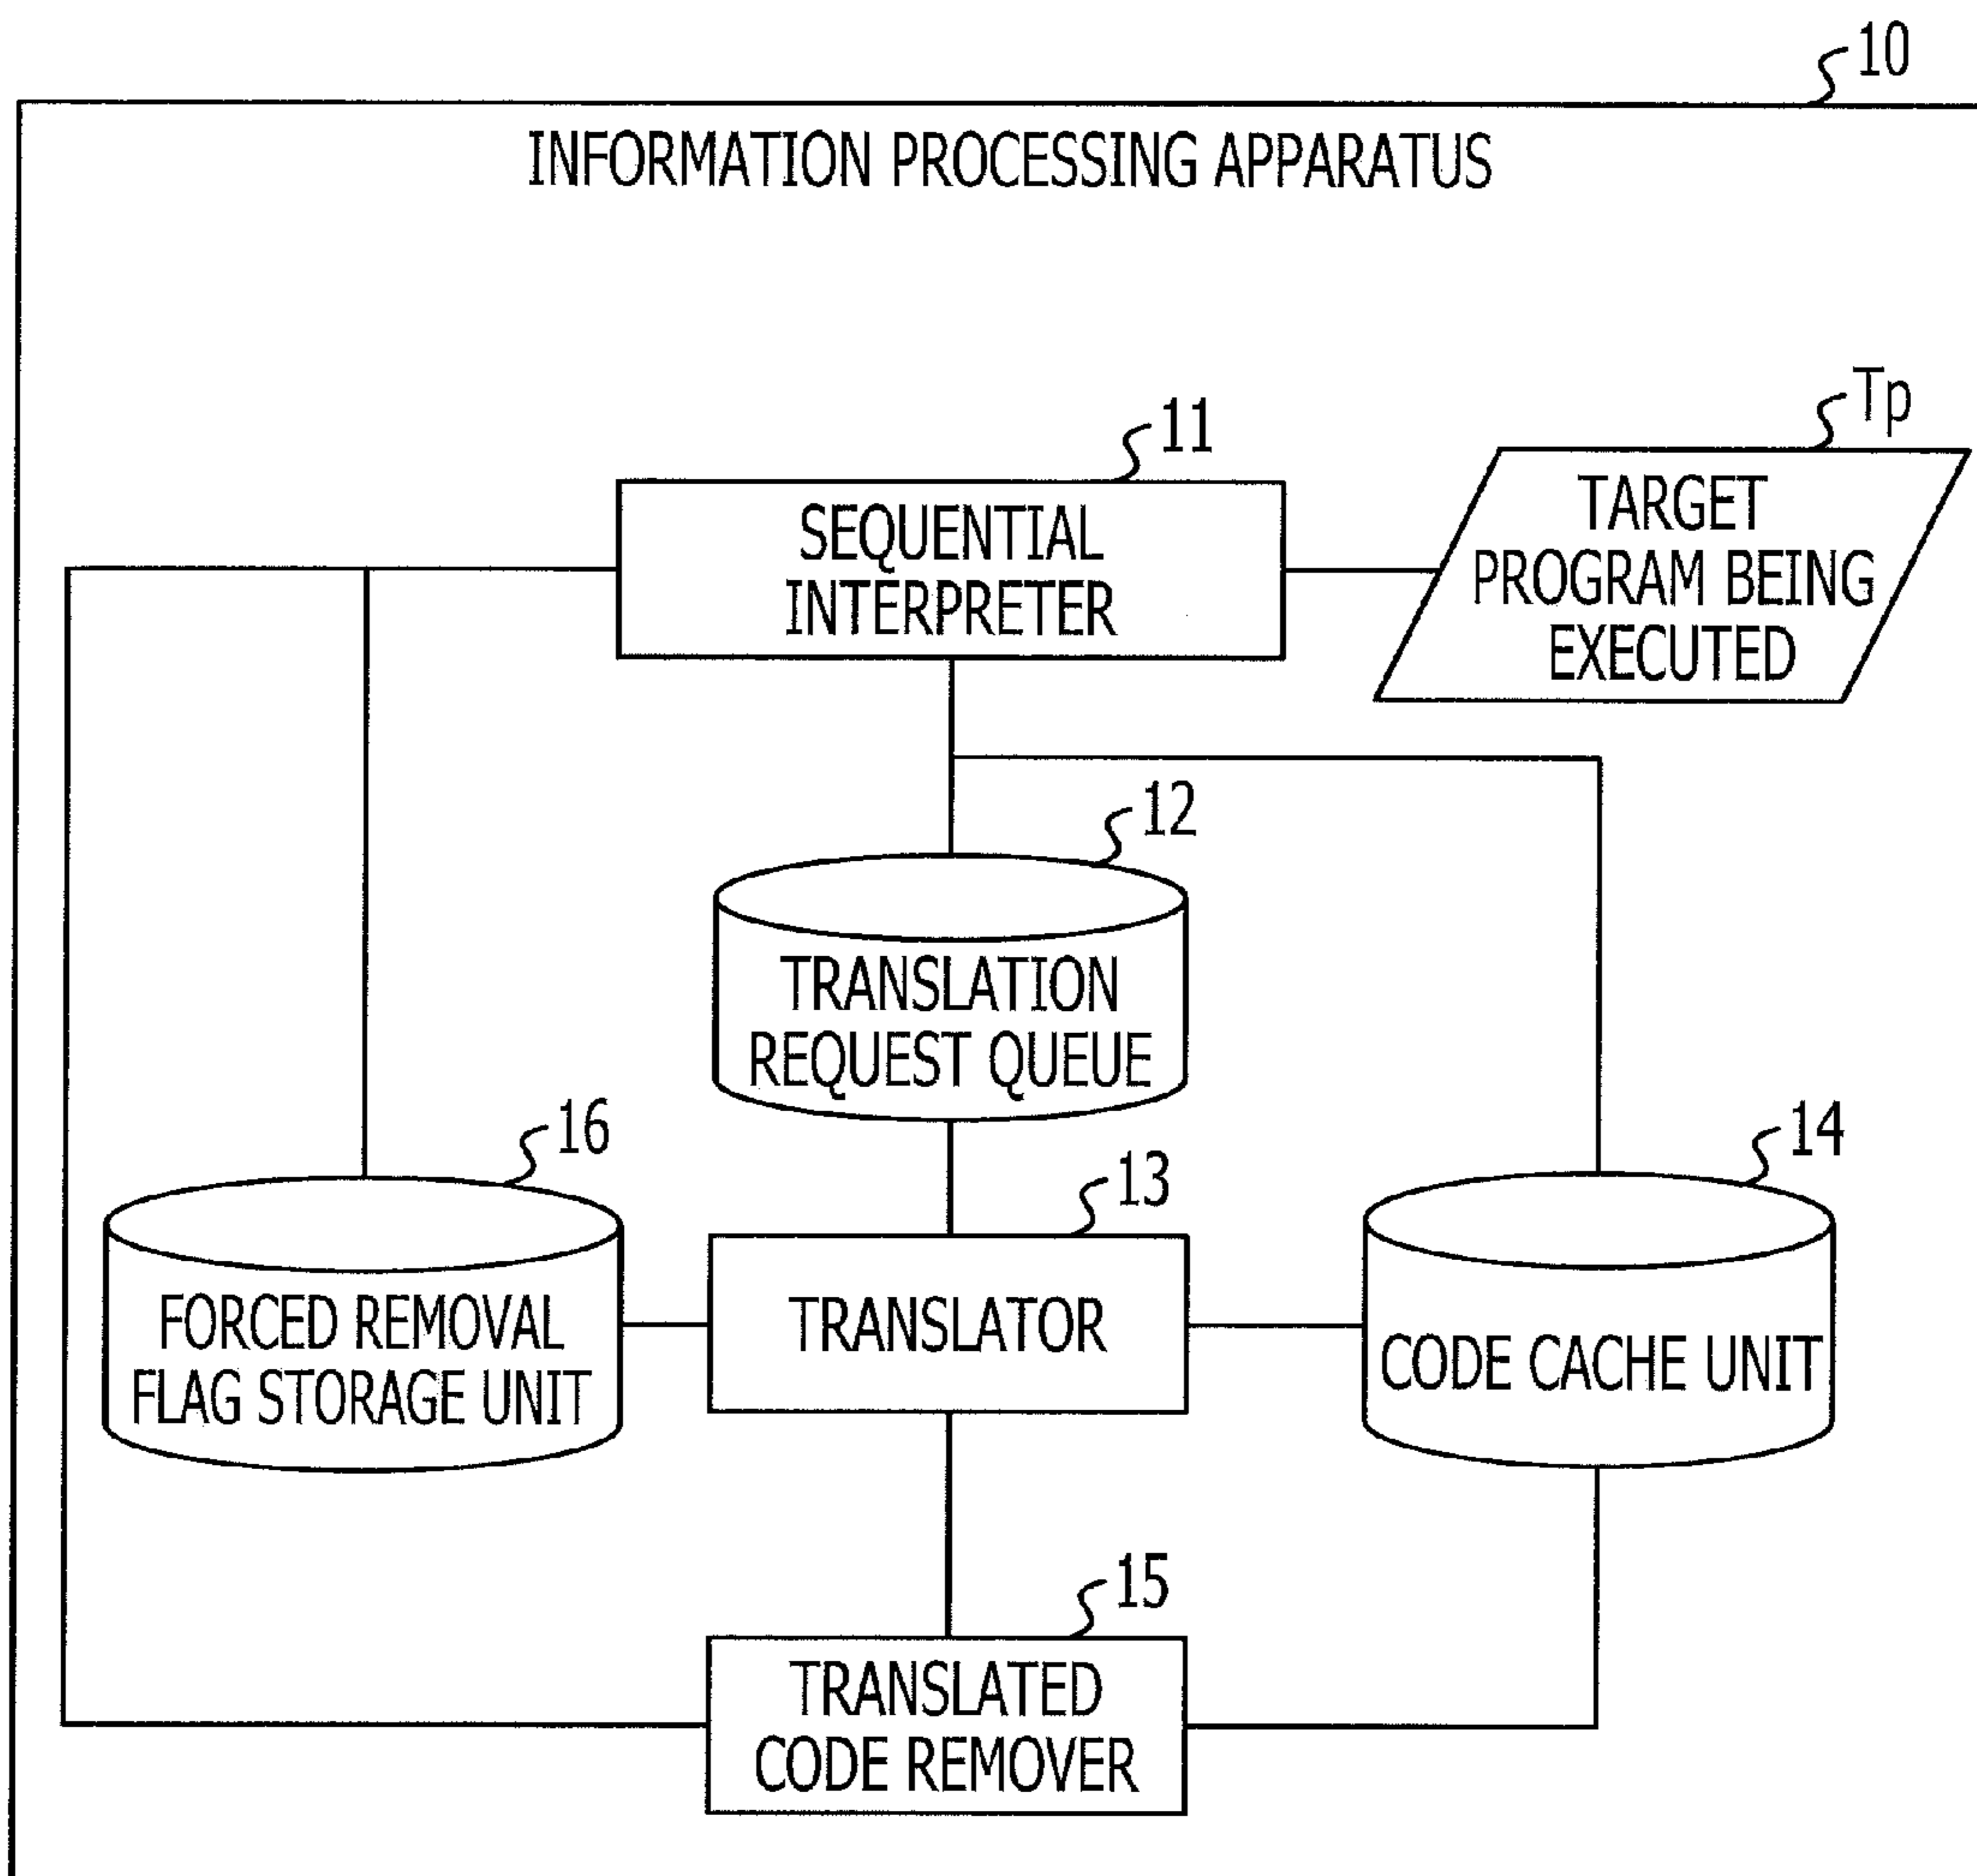 10
INFORMATION PROCESSING APPARATUS
Tp
11
SEQUENTIAL
INTERPRETER
TARGET
PROGRAM BEING
EXECUTED
12
TRANSLATION
REQUEST QUEUE
16
FORCED REMOVAL
FLAG STORAGE UNIT
13
TRANSLATOR
14
CODE CACHE UNIT
15
TRANSLATED
CODE REMOVER